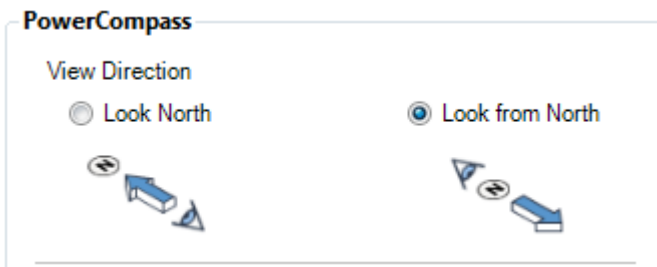 PowerCompass
View Direction
Look North
Look from North
N
N